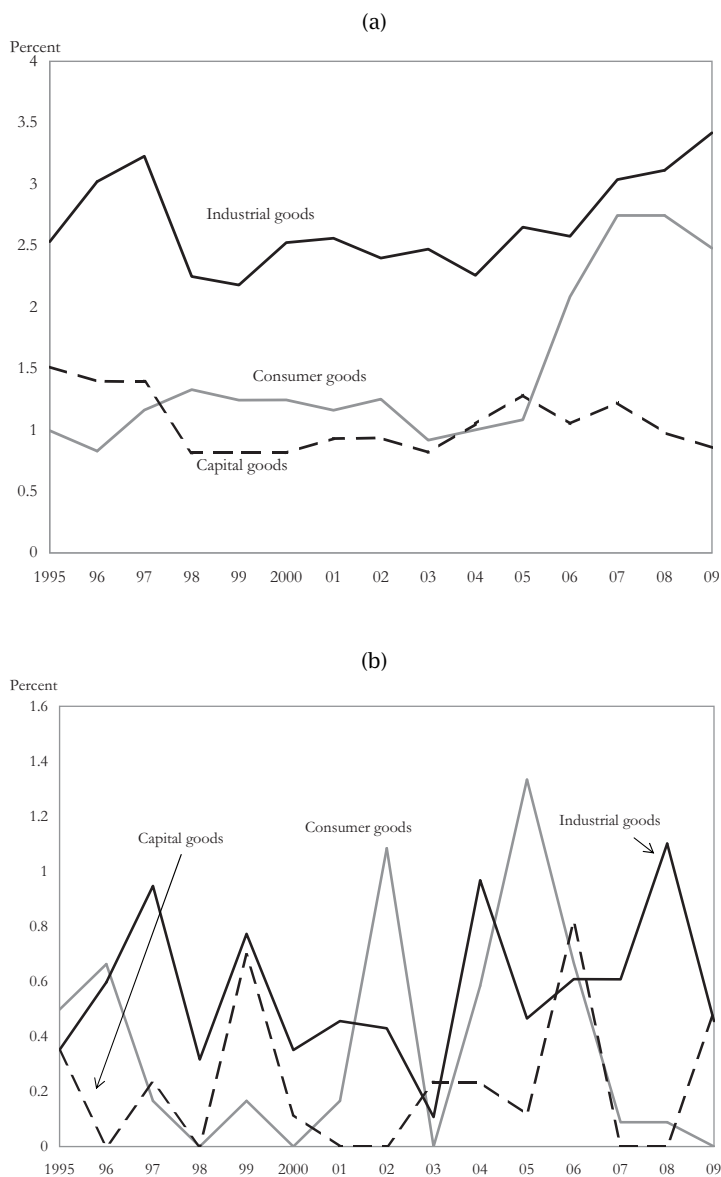 (a)
Percent
4
3.5
3
2.5
2
1.5
1
0.5
0
Industrial goods
Consumer goods
Capital goods
1995 96 97 98 99 2000 01 02 03 04 05 06 07 08 09
(b)
Percent
1.6
1.4
1.2
1
0.8
0.6
0.4
0.2
0
Capital goods
Consumer goods
Industrial goods
1995 96 97 98 99 2000 01 02 03 04 05 06 07 08 09